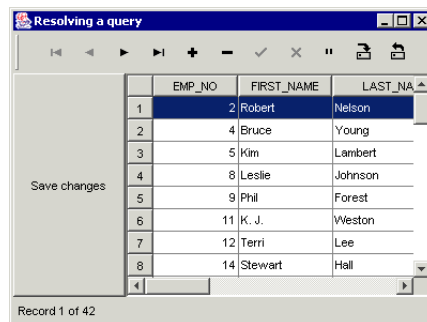 Resolving a query
EMP_NO FIRST_NAME LAST_NA
1 2 Robert Nelson
2 4 Bruce Young
3 5 Kim Lambert
4 8 Leslie Johnson
Save changes
5 9 Phil Forest
6 11 K. J. Weston
7 12 Terri Lee
8 14 Stewart Hall
Record 1 of 42